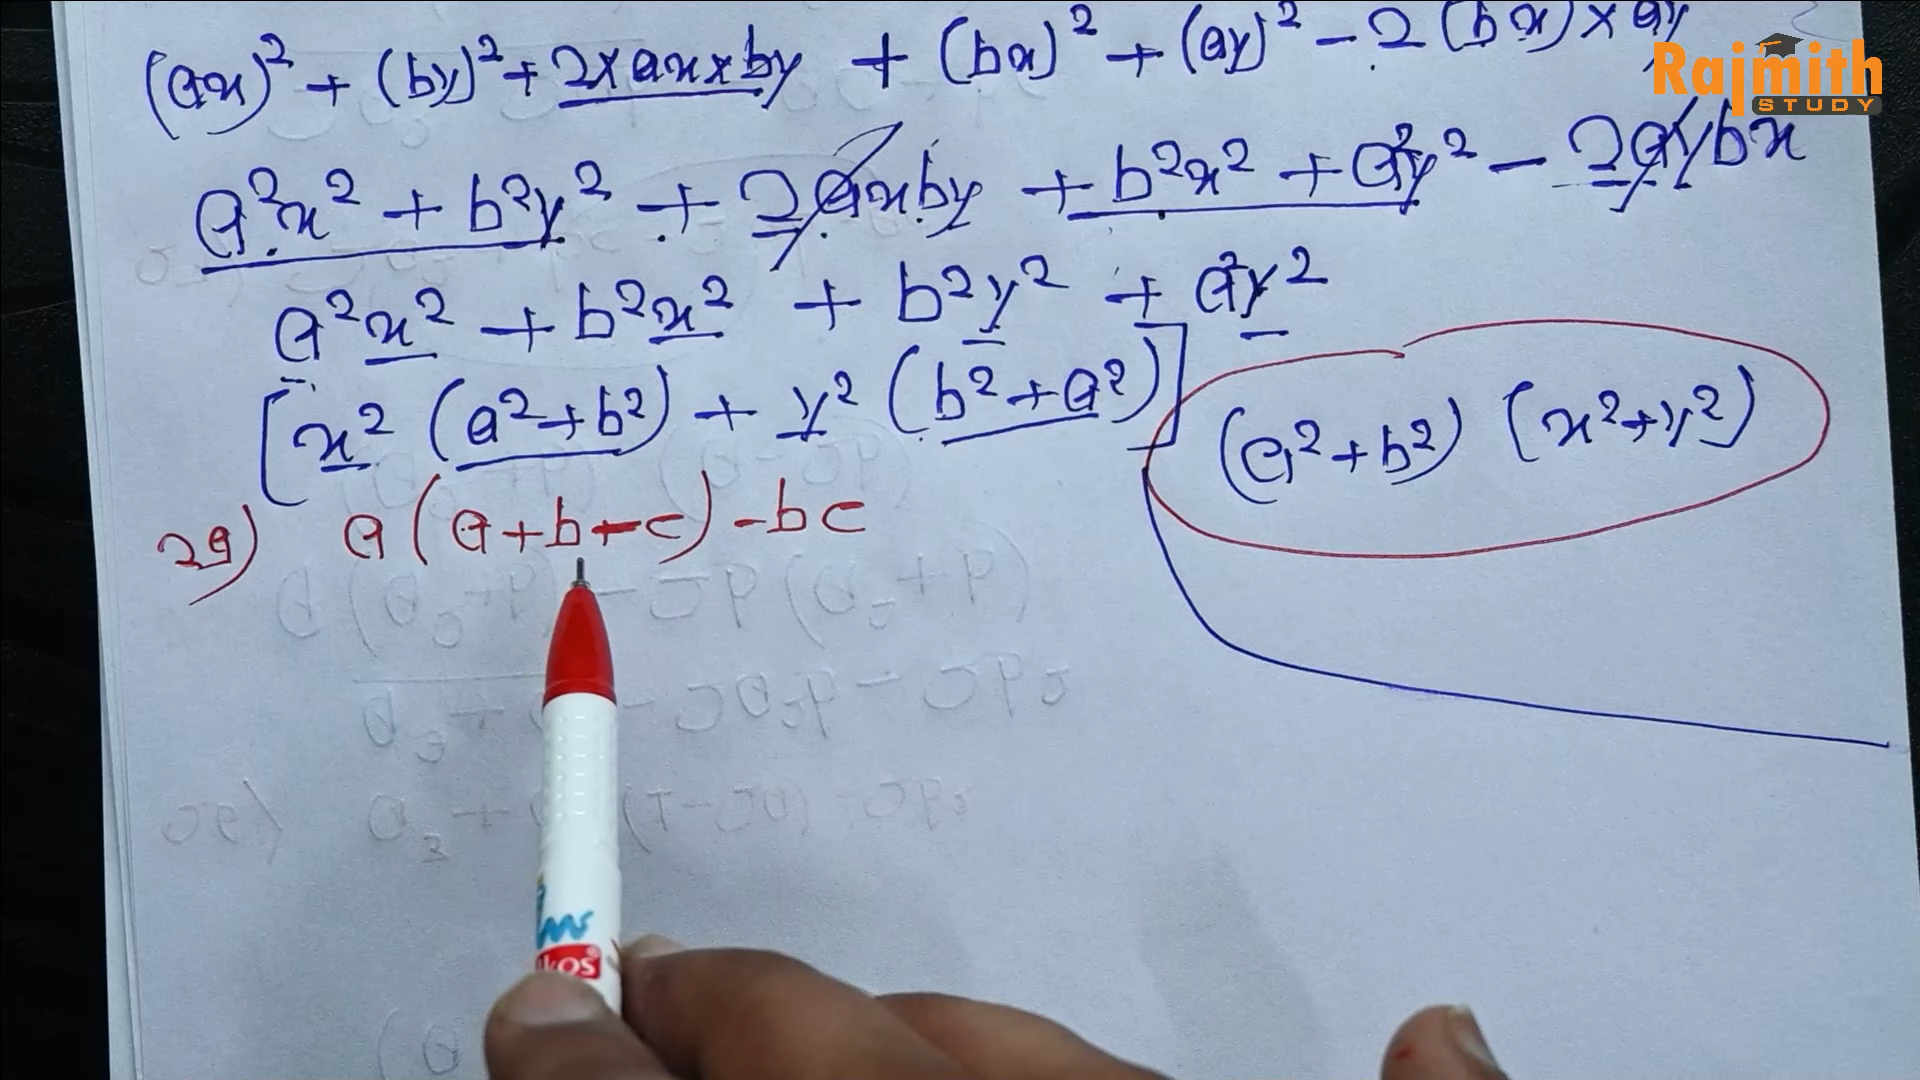 (ax)² + (by)² + 2×ax×by + (bx)² + (ay)² - 2 (bx) × ay
Rajmith
STUDY
a²x² + b²y² + 2axby + b²x² + a²y² - 2aybx
a²x² + b²x² + b²y² + a²y²
[x² (a²+b²) + y² (b²+a²)]
(a²+b²) (x²+y²)
29) a(a+b-c)-bc